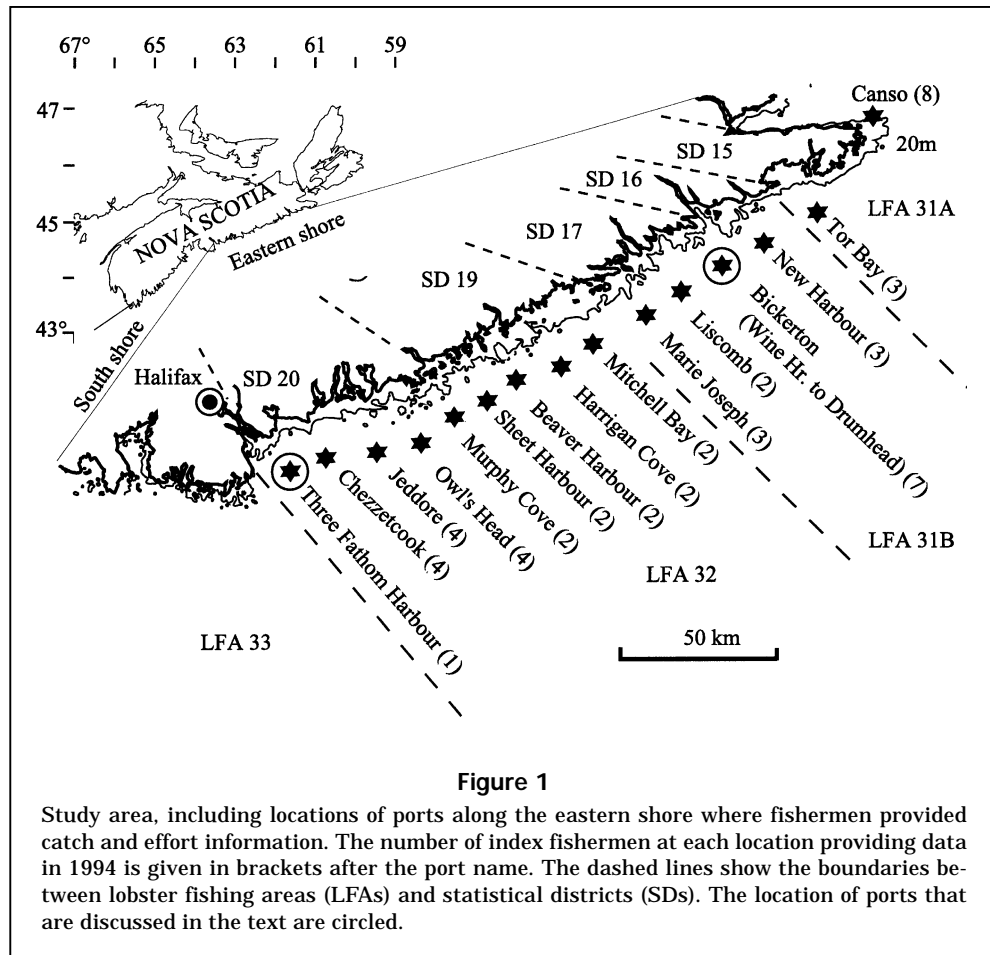 67° 65 63 61 59
47
45
43°
NOVA SCOTIA
Eastern shore
South shore
Halifax
Canso (8)
20m
SD 15
SD 16
SD 17
SD 19
SD 20
LFA 31A
LFA 31B
LFA 32
LFA 33
Tor Bay (3)
New Harbour (3)
Bickerton
(Wine Hr. to Drumhead) (7)
Liscomb (2)
Marie Joseph (3)
Mitchell Bay (2)
Harrigan Cove (2)
Beaver Harbour (2)
Sheet Harbour (2)
Murphy Cove (2)
Owl's Head (4)
Jeddore (4)
Chezzetcook (4)
Three Fathom Harbour (1)
50 km
Figure 1
Study area, including locations of ports along the eastern shore where fishermen provided
catch and effort information. The number of index fishermen at each location providing data
in 1994 is given in brackets after the port name. The dashed lines show the boundaries be-
tween lobster fishing areas (LFAs) and statistical districts (SDs). The location of ports that
are discussed in the text are circled.